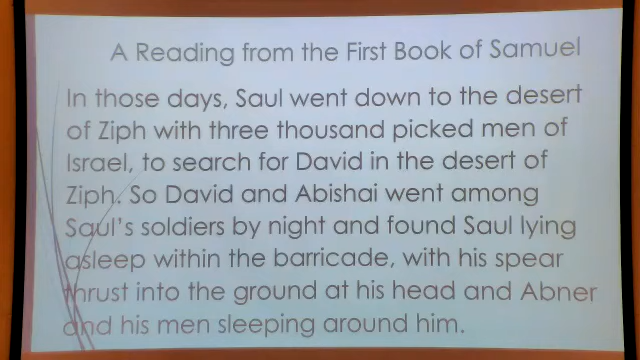 A Reading from the First Book of Samuel
In those days, Saul went down to the desert
of Ziph with three thousand picked men of
Israel, to search for David in the desert of
Ziph. So David and Abishai went among
Saul's soldiers by night and found Saul lying
asleep within the barricade, with his spear
thrust into the ground at his head and Abner
and his men sleeping around him.